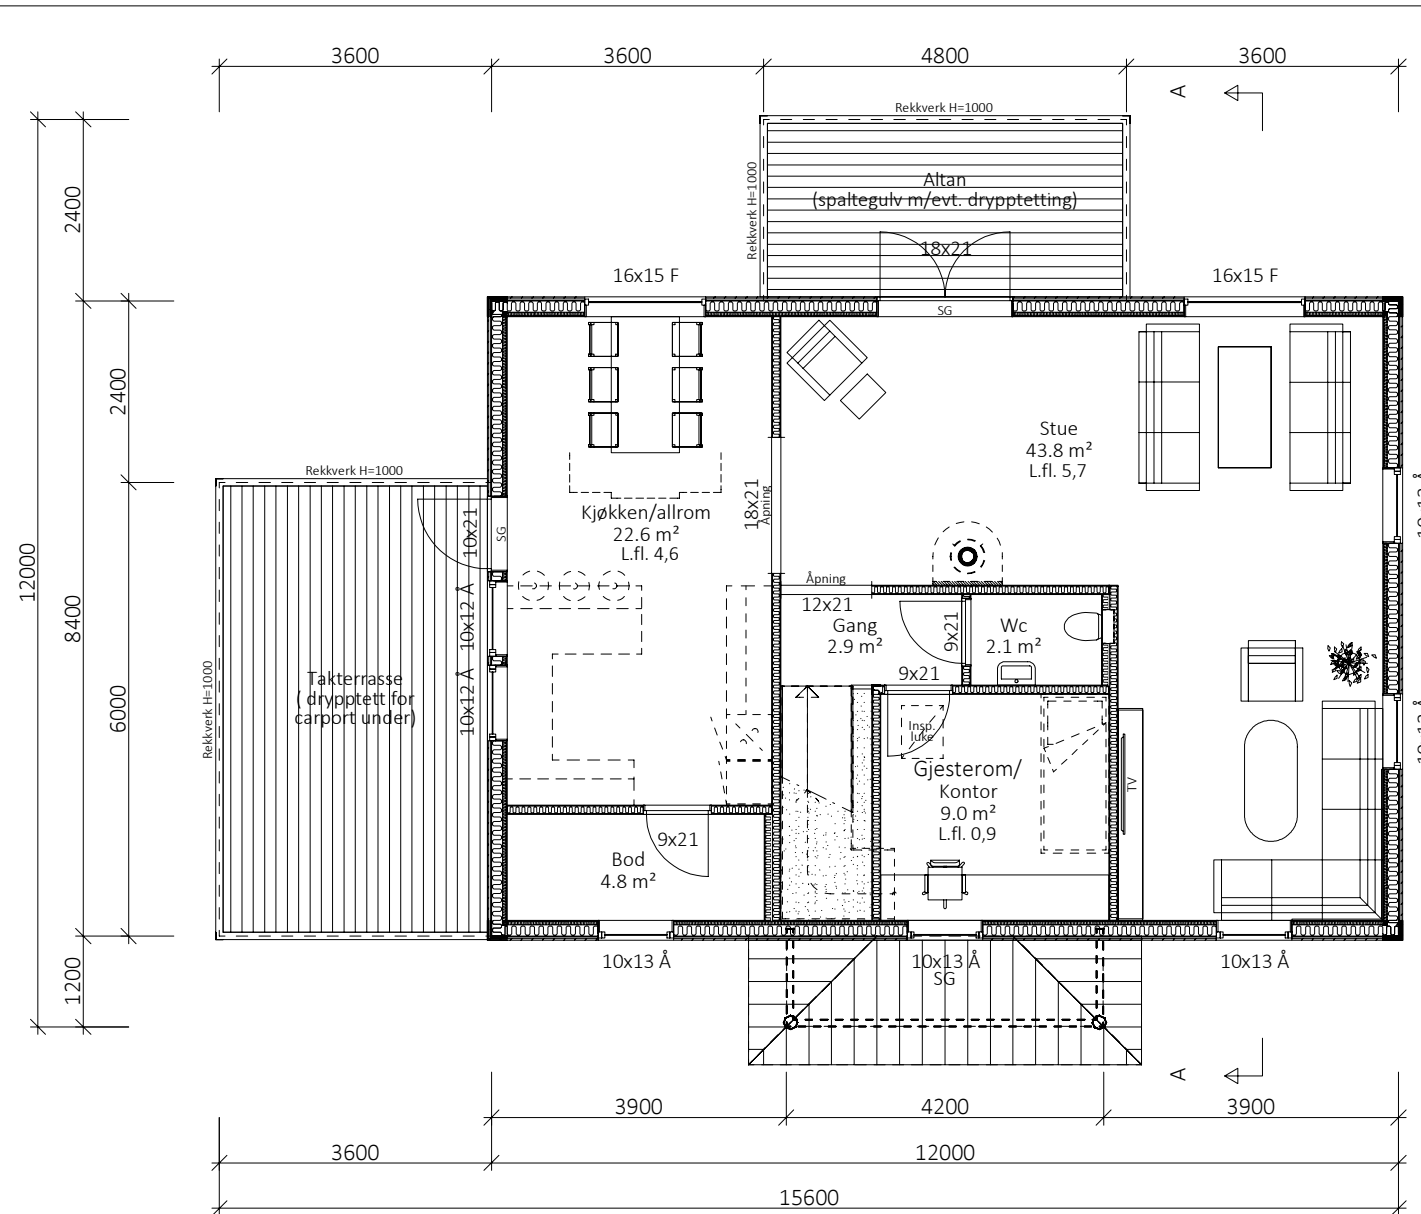 3600
3600
4800
3600
A
Rekkverk H=1000
Rekkverk H=1000
Altan
(spaltegulv m/evt. drypptetting)
18x21
16x15 F
16x15 F
SG
2400
2400
12000
8400
6000
1200
Stue
43.8 m²
L.fl. 5,7
Rekkverk H=1000
Rekkverk H=1000
10x21
SG
10x12 Å
10x12 Å
Kjøkken/allrom
22.6 m²
L.fl. 4,6
18x21
Åpning
Åpning
12x21
Gang
2.9 m²
9x21
Wc
2.1 m²
9x21
Takterrasse
( drypptett for
carport under)
Insp.
luke
Gjesterom/
Kontor
9.0 m²
L.fl. 0,9
TV
9x21
Bod
4.8 m²
10x13 Å
10x13 Å
SG
10x13 Å
A
3900
4200
3900
3600
12000
15600